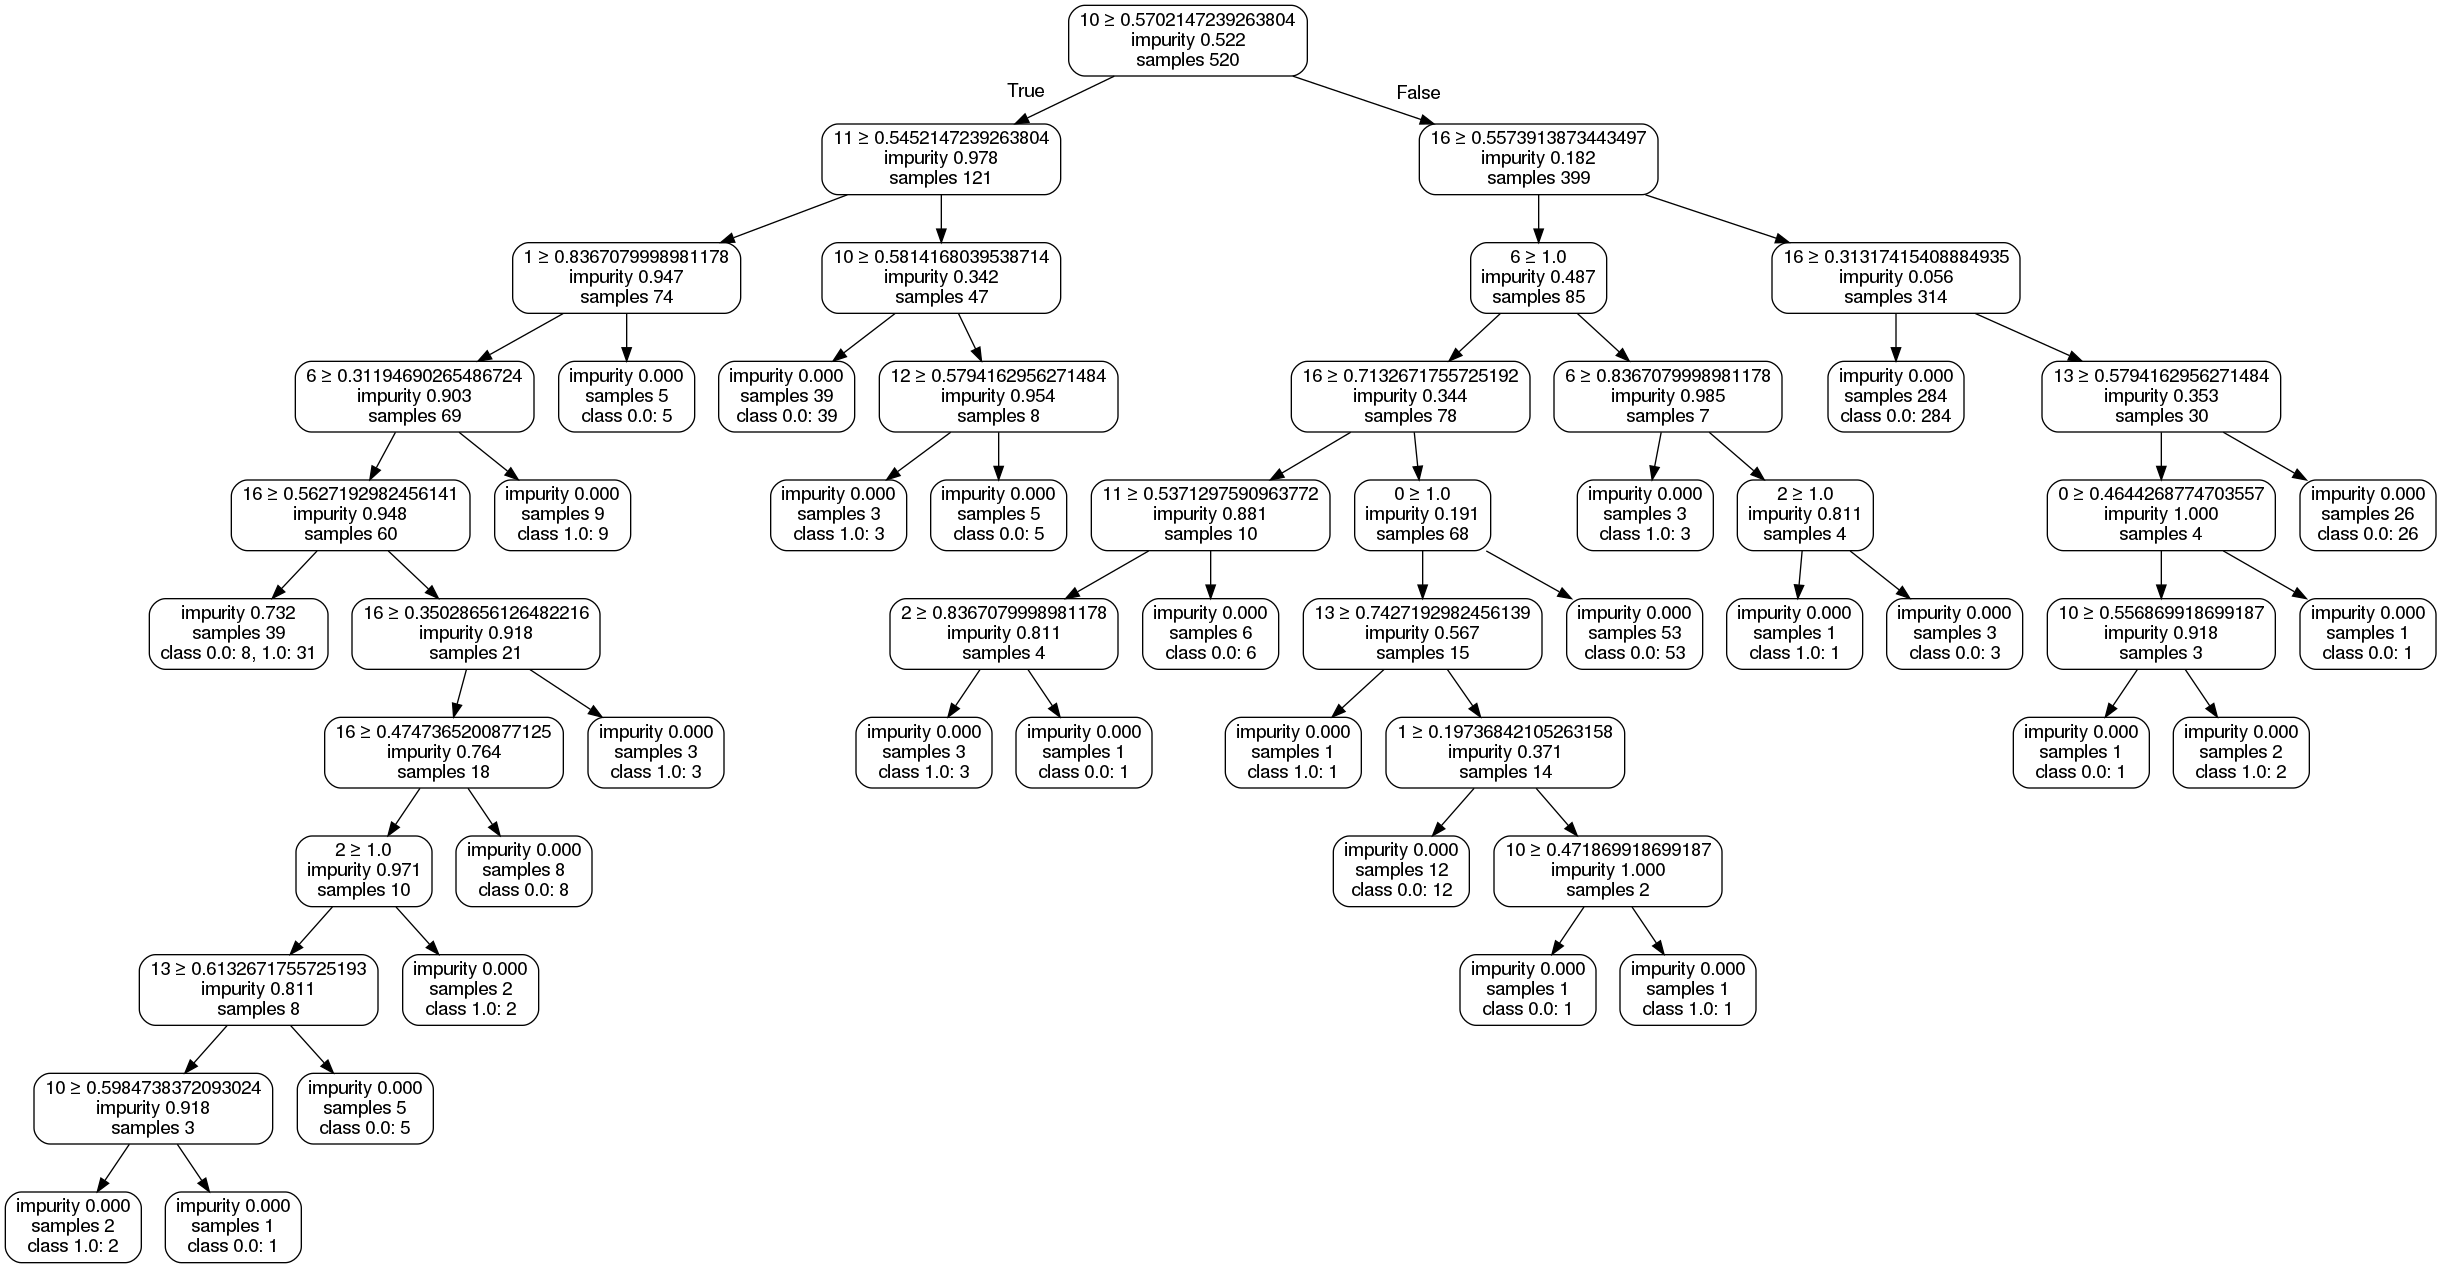 10 ≥ 0.5702147239263804
impurity 0.522
samples 520
True
False
11 ≥ 0.5452147239263804
impurity 0.978
samples 121
16 ≥ 0.5573913873443497
impurity 0.182
samples 399
1 ≥ 0.8367079998981178
impurity 0.947
samples 74
10 ≥ 0.5814168039538714
impurity 0.342
samples 47
6 ≥ 1.0
impurity 0.487
samples 85
16 ≥ 0.31317415408884935
impurity 0.056
samples 314
6 ≥ 0.31194690265486724
impurity 0.903
samples 69
impurity 0.000
samples 5
class 0.0: 5
impurity 0.000
samples 39
class 0.0: 39
12 ≥ 0.5794162956271484
impurity 0.954
samples 8
16 ≥ 0.7132671755725192
impurity 0.344
samples 78
6 ≥ 0.8367079998981178
impurity 0.985
samples 7
impurity 0.000
samples 284
class 0.0: 284
13 ≥ 0.5794162956271484
impurity 0.353
samples 30
16 ≥ 0.5627192982456141
impurity 0.948
samples 60
impurity 0.000
samples 9
class 1.0: 9
impurity 0.000
samples 3
class 1.0: 3
impurity 0.000
samples 5
class 0.0: 5
11 ≥ 0.5371297590963772
impurity 0.881
samples 10
0 ≥ 1.0
impurity 0.191
samples 68
impurity 0.000
samples 3
class 1.0: 3
2 ≥ 1.0
impurity 0.811
samples 4
0 ≥ 0.4644268774703557
impurity 1.000
samples 4
impurity 0.000
samples 26
class 0.0: 26
impurity 0.732
samples 39
class 0.0: 8, 1.0: 31
16 ≥ 0.35028656126482216
impurity 0.918
samples 21
2 ≥ 0.8367079998981178
impurity 0.811
samples 4
impurity 0.000
samples 6
class 0.0: 6
13 ≥ 0.7427192982456139
impurity 0.567
samples 15
impurity 0.000
samples 53
class 0.0: 53
impurity 0.000
samples 1
class 1.0: 1
impurity 0.000
samples 3
class 0.0: 3
10 ≥ 0.556869918699187
impurity 0.918
samples 3
impurity 0.000
samples 1
class 0.0: 1
16 ≥ 0.4747365200877125
impurity 0.764
samples 18
impurity 0.000
samples 3
class 1.0: 3
impurity 0.000
samples 3
class 1.0: 3
impurity 0.000
samples 1
class 0.0: 1
impurity 0.000
samples 1
class 1.0: 1
1 ≥ 0.19736842105263158
impurity 0.371
samples 14
impurity 0.000
samples 1
class 0.0: 1
impurity 0.000
samples 2
class 1.0: 2
2 ≥ 1.0
impurity 0.971
samples 10
impurity 0.000
samples 8
class 0.0: 8
impurity 0.000
samples 12
class 0.0: 12
10 ≥ 0.471869918699187
impurity 1.000
samples 2
13 ≥ 0.6132671755725193
impurity 0.811
samples 8
impurity 0.000
samples 2
class 1.0: 2
impurity 0.000
samples 1
class 0.0: 1
impurity 0.000
samples 1
class 1.0: 1
10 ≥ 0.5984738372093024
impurity 0.918
samples 3
impurity 0.000
samples 5
class 0.0: 5
impurity 0.000
samples 2
class 1.0: 2
impurity 0.000
samples 1
class 0.0: 1